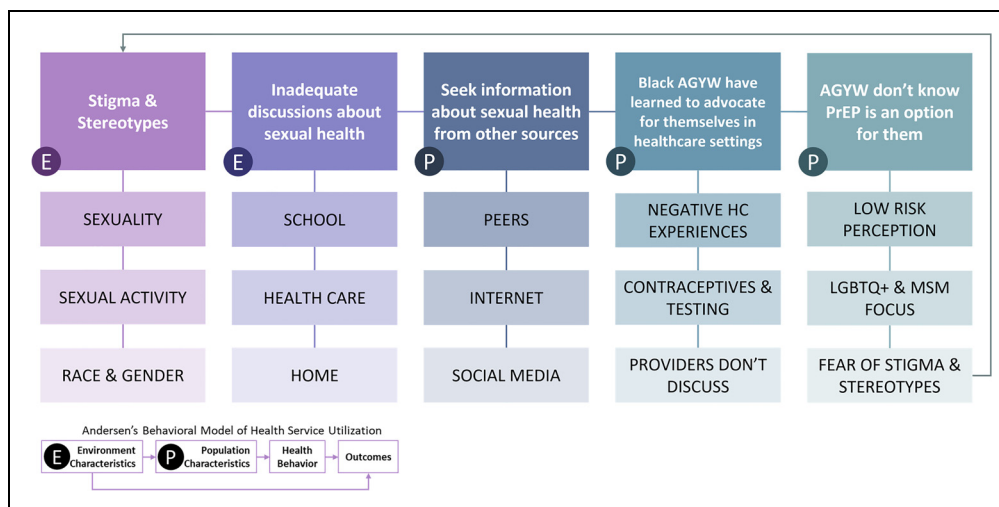 Stigma &
Stereotypes
E
Inadequate
discussions about
sexual health
E
Seek information
about sexual health
from other sources
P
Black AGYW have
learned to advocate
for themselves in
healthcare settings
P
AGYW don't know
PrEP is an option
for them
P
SEXUALITY
SEXUAL ACTIVITY
RACE & GENDER
SCHOOL
HEALTH CARE
HOME
PEERS
INTERNET
SOCIAL MEDIA
NEGATIVE HC
EXPERIENCES
CONTRACEPTIVES &
TESTING
PROVIDERS DON'T
DISCUSS
LOW RISK
PERCEPTION
LGBTQ+ & MSM
FOCUS
FEAR OF STIGMA &
STEREOTYPES
Andersen's Behavioral Model of Health Service Utilization
E
Environment
Characteristics
P
Population
Characteristics
Health
Behavior
Outcomes